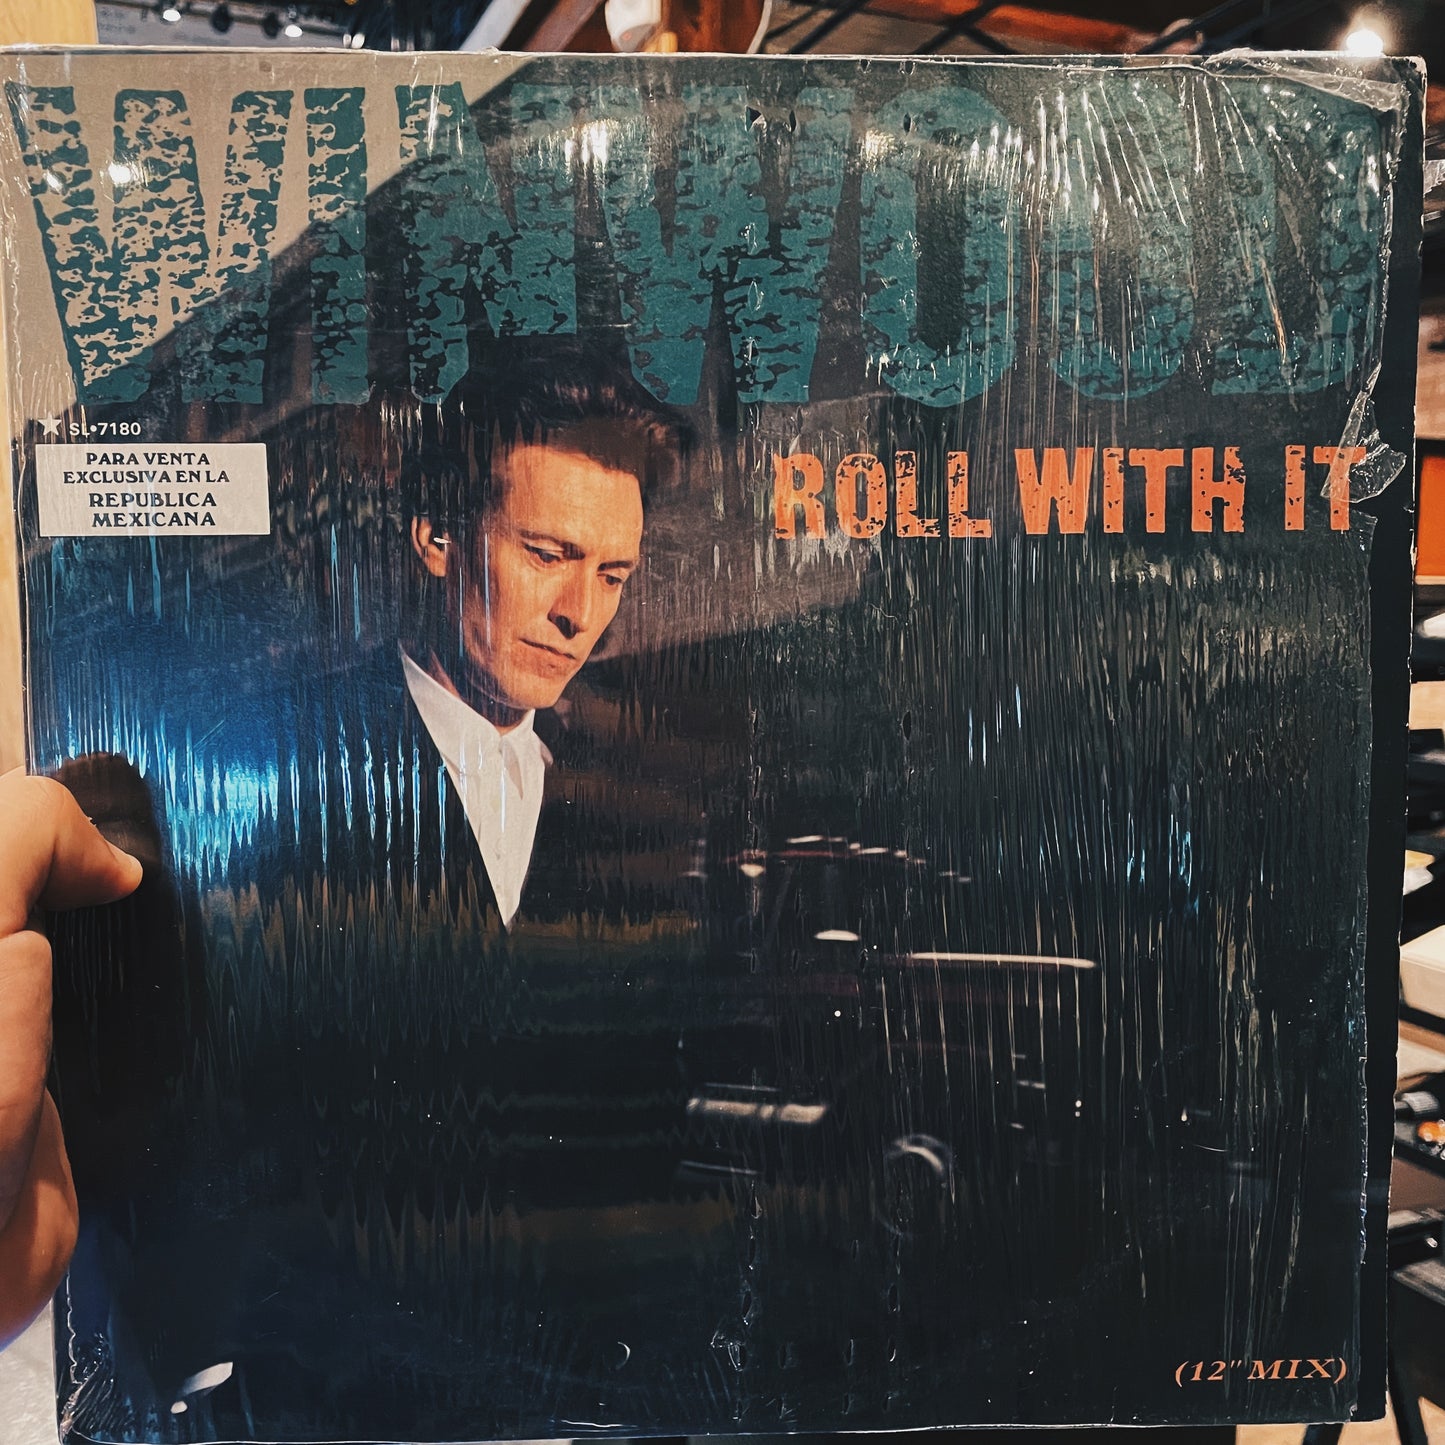 WINWOOD
SL•7180
PARA VENTA
EXCLUSIVA EN LA
REPUBLICA
MEXICANA
ROLL WITH IT
(12" MIX)